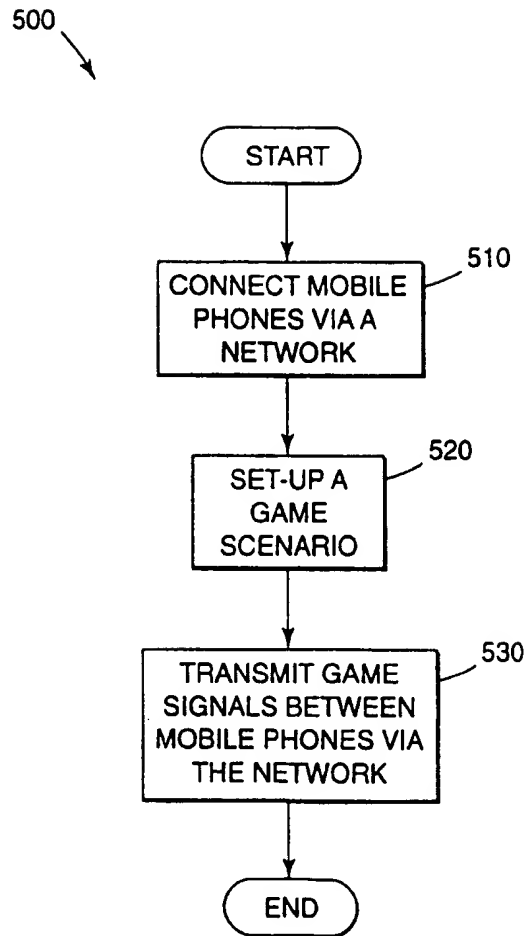 500
START
510
CONNECT MOBILE
PHONES VIA A
NETWORK
520
SET-UP A
GAME
SCENARIO
530
TRANSMIT GAME
SIGNALS BETWEEN
MOBILE PHONES VIA
THE NETWORK
END